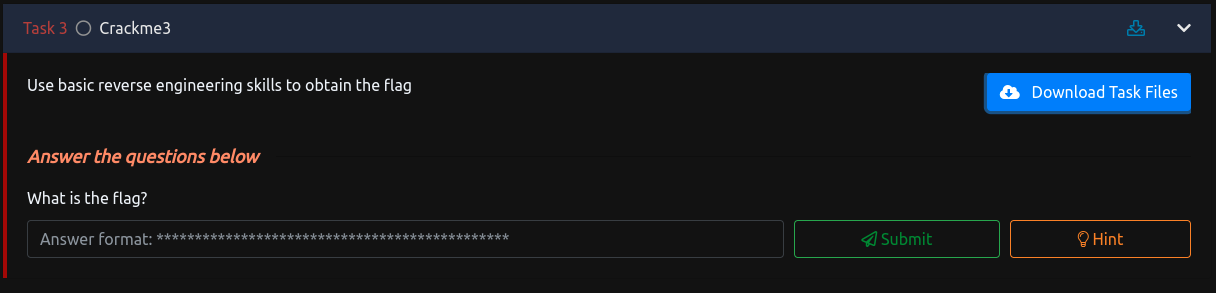 Task 3 Crackme3
Use basic reverse engineering skills to obtain the flag
Download Task Files
Answer the questions below
What is the flag?
Answer format: ***********************************************
Submit
Hint